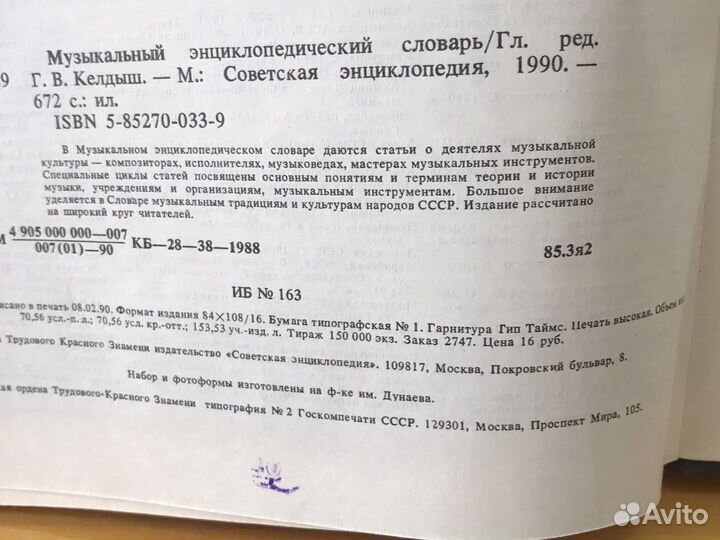 Музыкальный энциклопедический словарь/Гл. ред.
9 Г. В. Келдыш. — М.: Советская энциклопедия, 1990. —
672 с.: ил.
ISBN 5-85270-033-9
В Музыкальном энциклопедическом словаре даются статьи о деятелях музыкальной
культуры — композиторах, исполнителях, музыковедах, мастерах музыкальных инструментов.
Специальные циклы статей посвящены основным понятиям и терминам теории и истории
музыки, учреждениям и организациям, музыкальным инструментам. Большое внимание
уделяется в Словаре музыкальным традициям и культурам народов СССР. Издание рассчитано
на широкий круг читателей.
4 905 000 000—007
007(01)—90
КБ—28—38—1988
85.3я2
ИБ № 163
исано в печать 08.02.90. Формат издания 84×108/16. Бумага типографская № 1. Гарнитура Гип Таймс. Печать высокая. Объем
70,56 усл.-п. л.; 70,56 усл. кр.-отт.; 153,53 уч.-изд. л. Тираж 150 000 экз. Заказ 2747. Цена 16 руб.
Трудового Красного Знамени издательство «Советская энциклопедия». 109817, Москва, Покровский бульвар, 8.
Набор и фотоформы изготовлены на ф-ке им. Дунаева.
ая ордена Трудового Красного Знамени типография № 2 Госкомпечати СССР. 129301, Москва, Проспект Мира, 105.
Avito